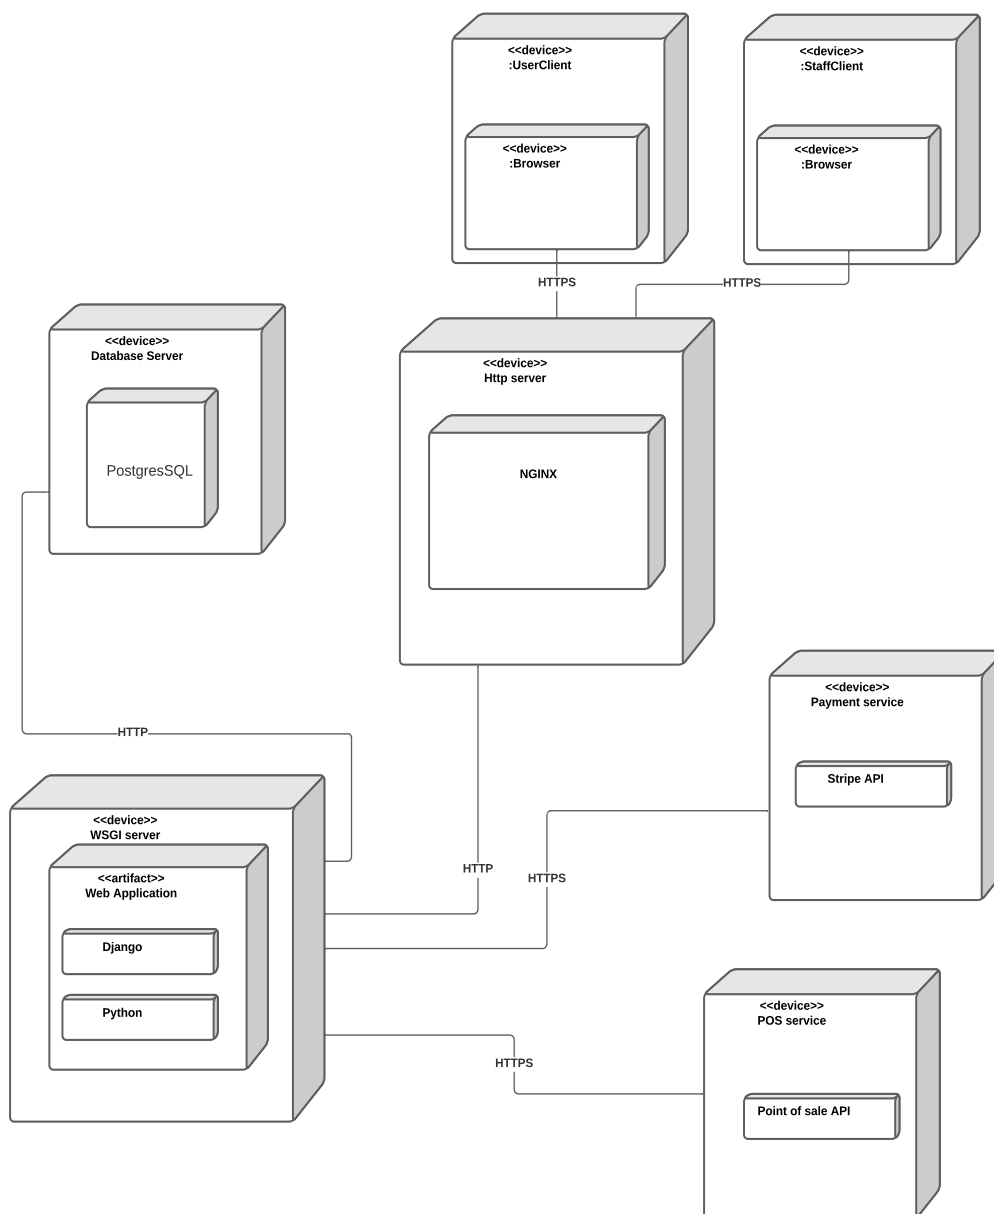 <<device>>
:UserClient
<<device>>
:Browser
<<device>>
:StaffClient
<<device>>
:Browser
HTTPS
HTTPS
<<device>>
Database Server
PostgresSQL
<<device>>
Http server
NGINX
HTTP
<<device>>
WSGI server
<<artifact>>
Web Application
Django
Python
HTTP
HTTPS
<<device>>
Payment service
Stripe API
HTTPS
<<device>>
POS service
Point of sale API